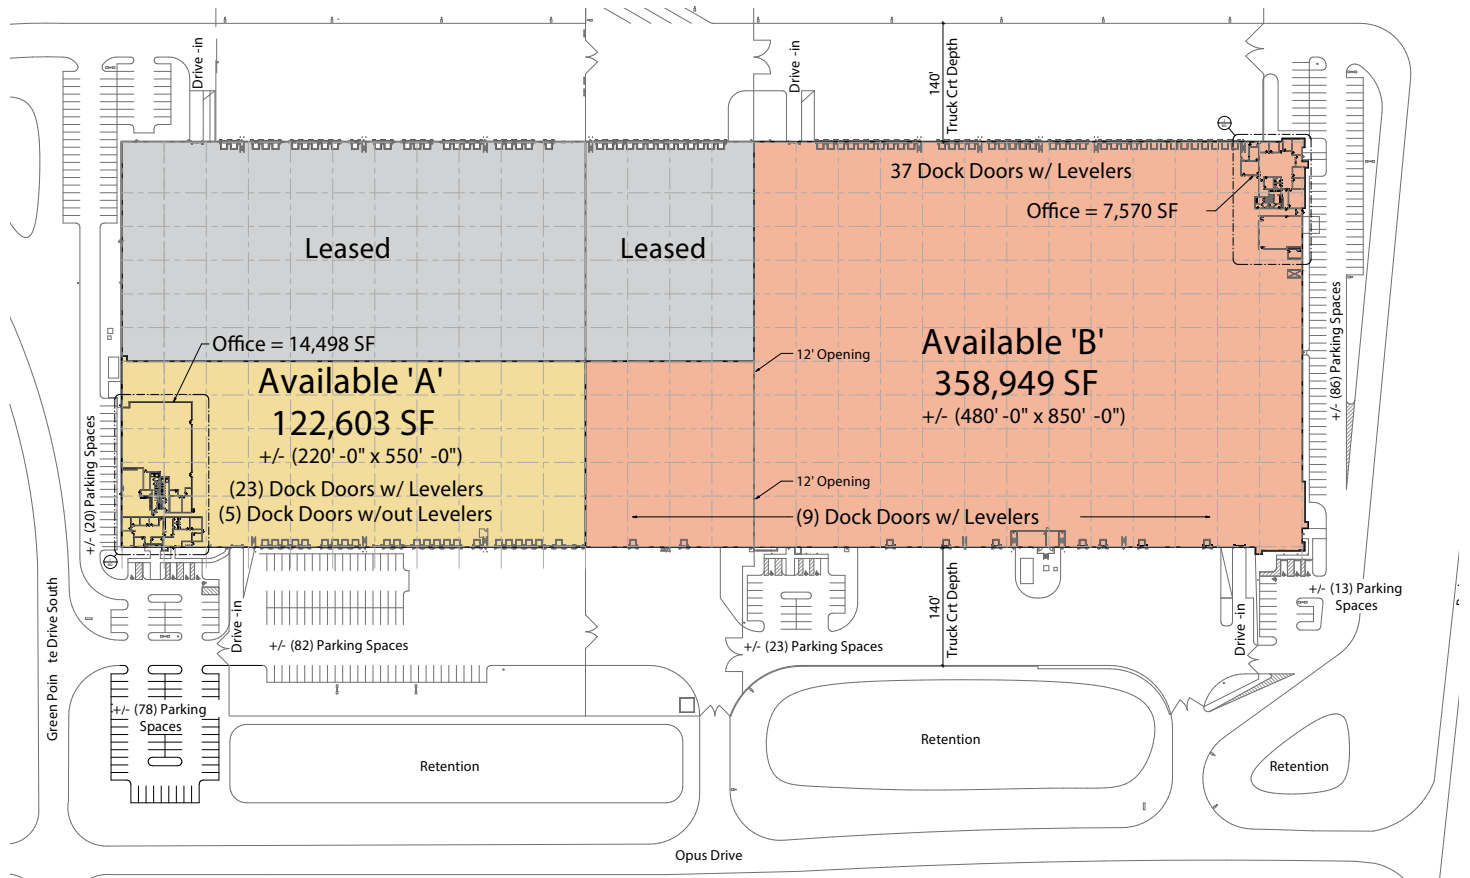 Drive -in
Drive -in
140'
Truck Crt Depth
37 Dock Doors w/ Levelers
Office = 7,570 SF
Leased
Leased
Office = 14,498 SF
Available 'A'
122,603 SF
+/- (220' -0" x 550' -0")
(23) Dock Doors w/ Levelers
(5) Dock Doors w/out Levelers
12' Opening
Available 'B'
358,949 SF
+/- (480' -0" x 850' -0")
12' Opening
(9) Dock Doors w/ Levelers
+/- (86) Parking Spaces
+/- (20) Parking Spaces
Drive -in
+/- (82) Parking Spaces
+/- (23) Parking Spaces
140'
Truck Crt Depth
Drive -in
+/- (13) Parking
Spaces
Green Poin te Drive South
+/- (78) Parking
Spaces
Retention
Retention
Retention
Opus Drive